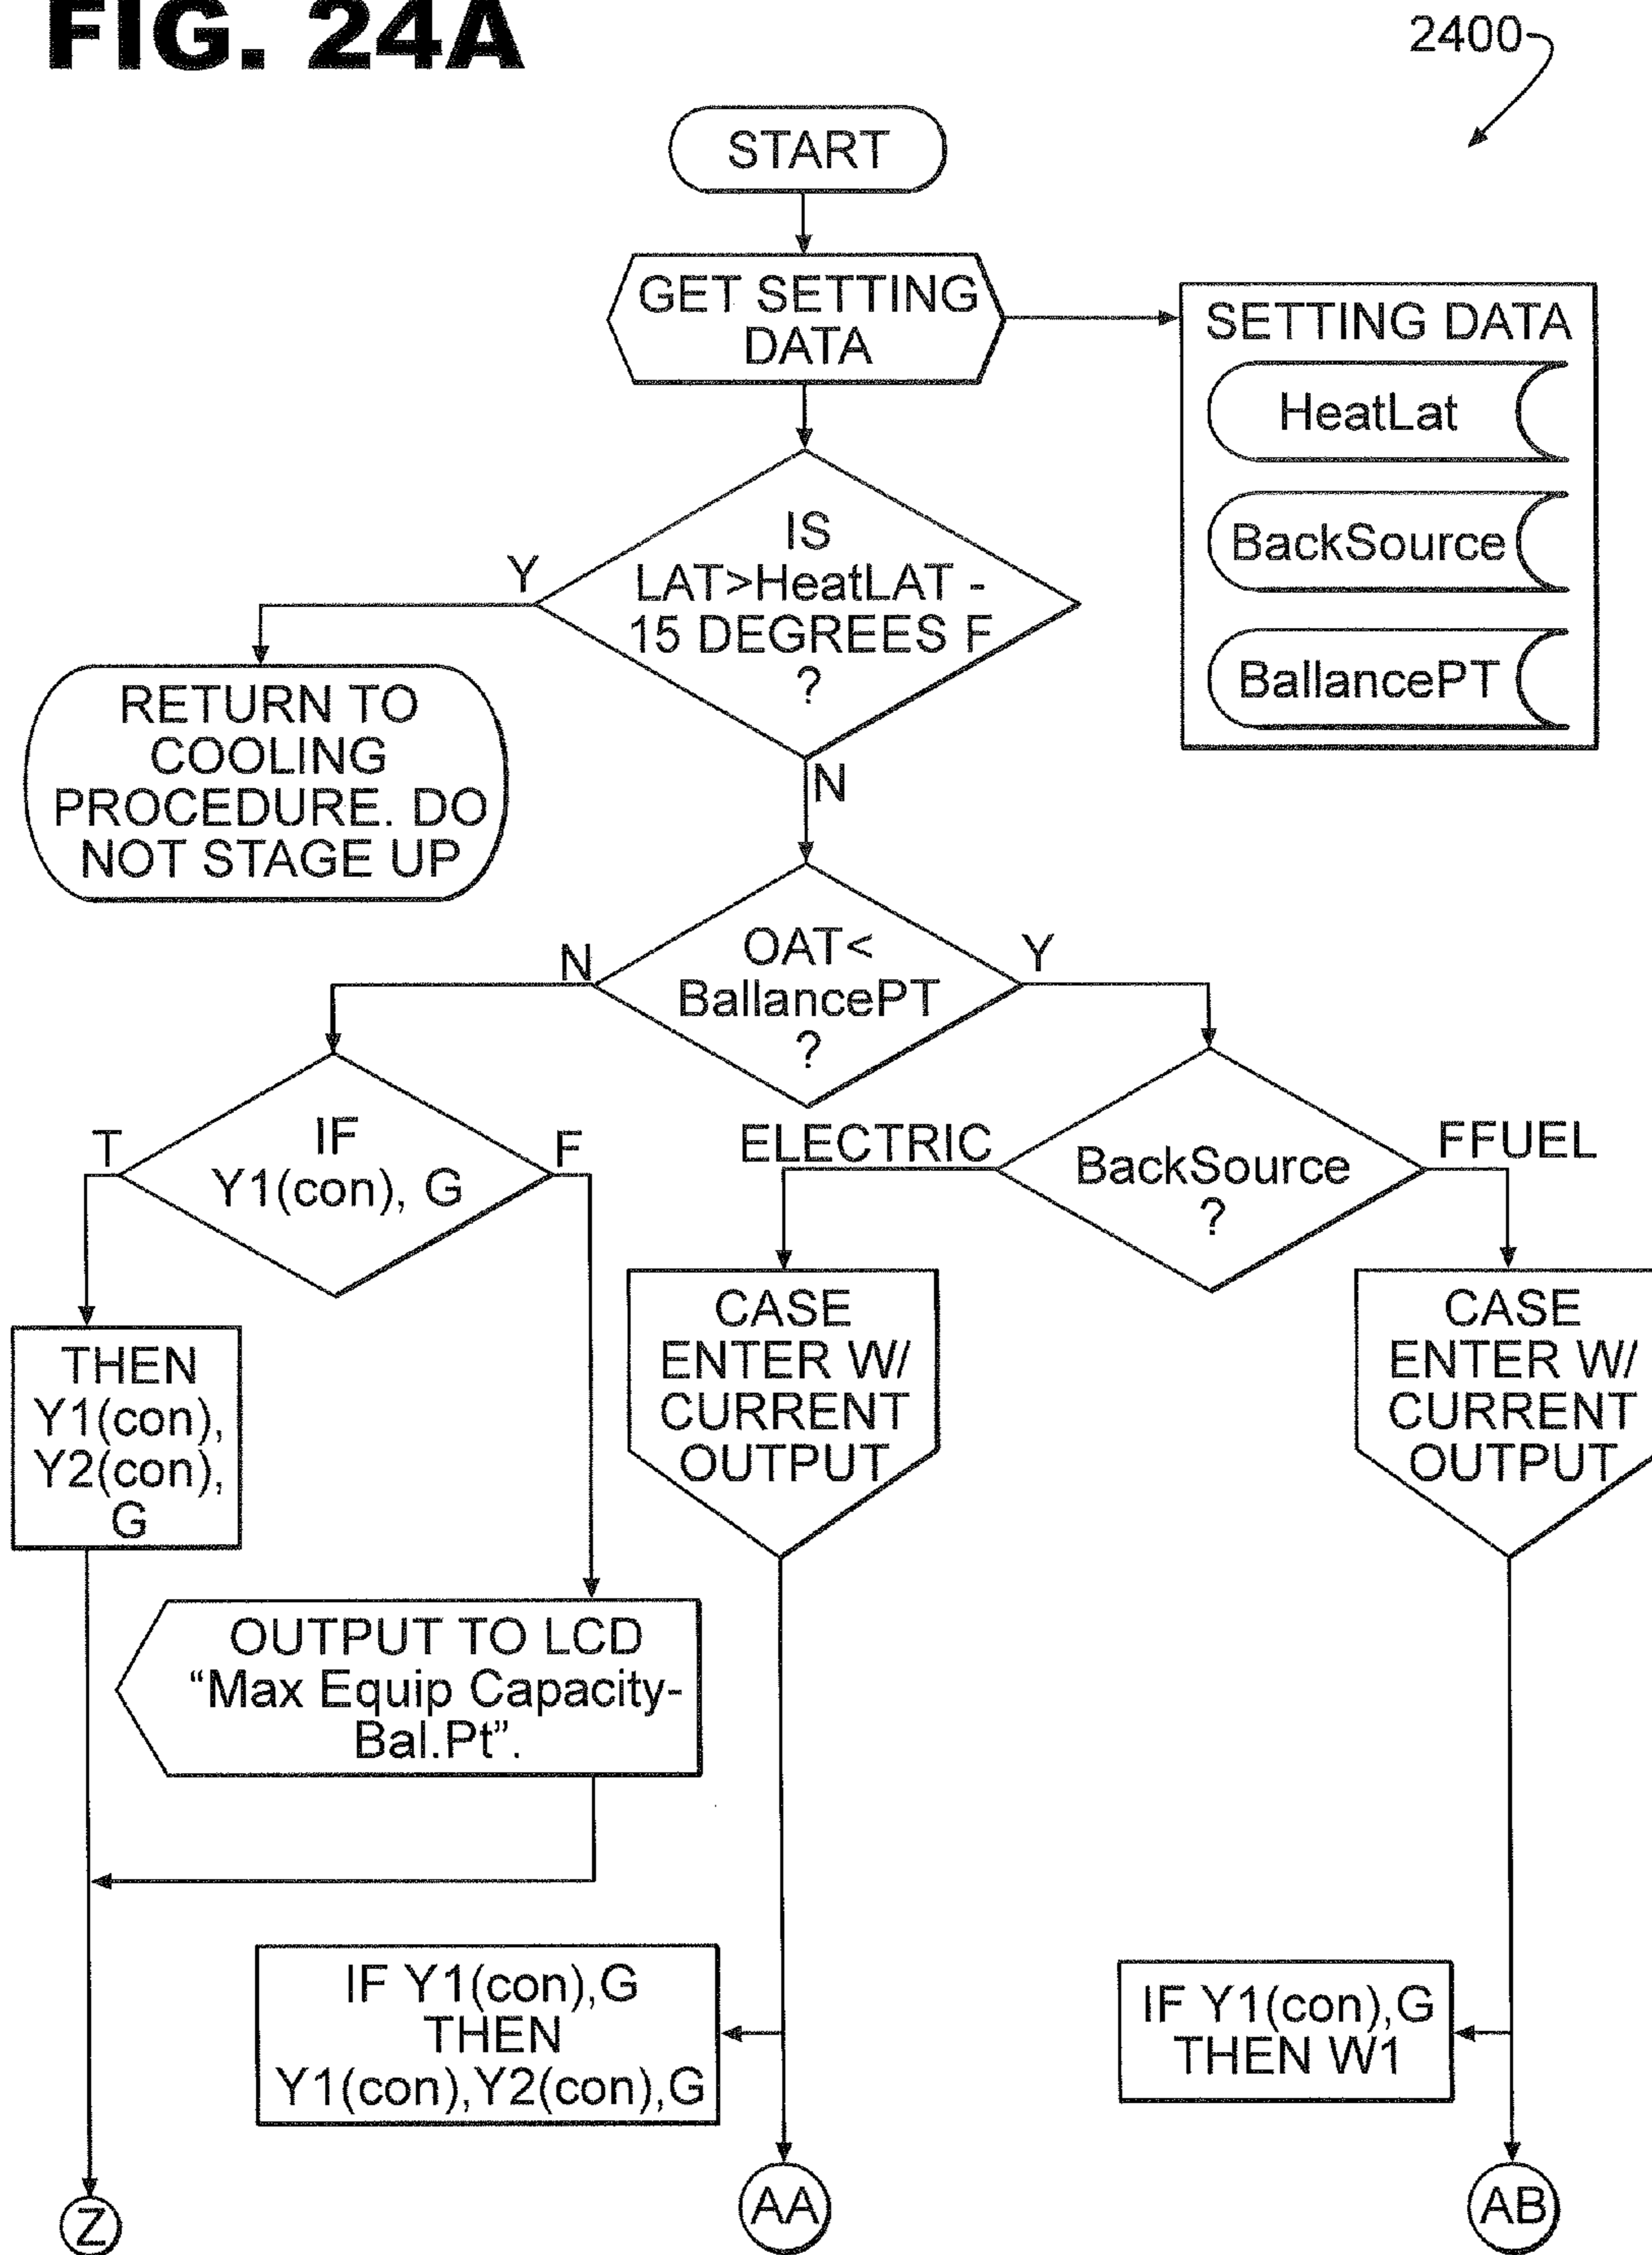 FIG. 24A
2400
START
GET SETTING
DATA
SETTING DATA
HeatLat
BackSource
BallancePT
IS
LAT>HeatLAT -
15 DEGREES F
?
Y
N
RETURN TO
COOLING
PROCEDURE. DO
NOT STAGE UP
OAT<
BallancePT
?
N
Y
IF
Y1(con), G
T
F
BackSource
?
ELECTRIC
FFUEL
THEN
Y1(con),
Y2(con),
G
CASE
ENTER W/
CURRENT
OUTPUT
CASE
ENTER W/
CURRENT
OUTPUT
OUTPUT TO LCD
“Max Equip Capacity-
Bal.Pt”.
IF Y1(con),G
THEN
Y1(con),Y2(con),G
IF Y1(con),G
THEN W1
Z
AA
AB